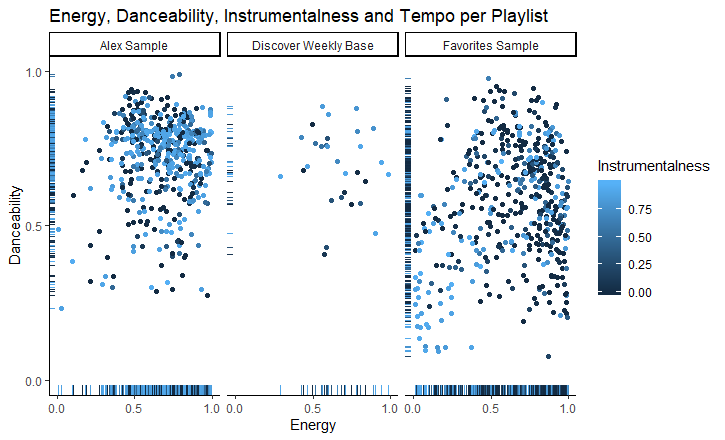 Energy, Danceability, Instrumentalness and Tempo per Playlist
Alex Sample
Discover Weekly Base
Favorites Sample
1.0
0.5
0.0
Danceability
0.0 0.5 1.0
0.0 0.5 1.0
0.0 0.5 1.0
Energy
Instrumentalness
0.75
0.50
0.25
0.00